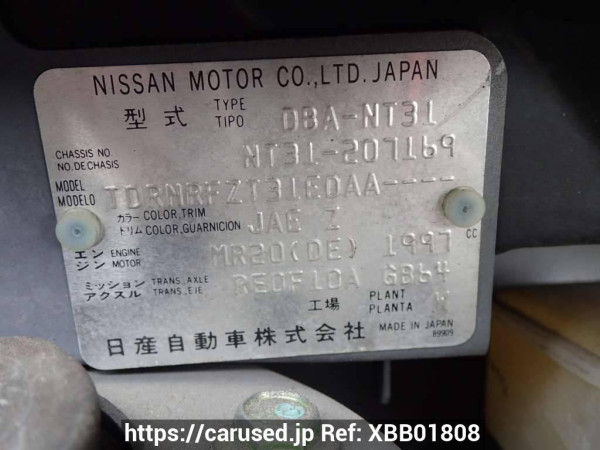 NISSAN MOTOR CO.,LTD. JAPAN
型式 TYPE TIPO DBA-NT31
CHASSIS NO NO.DECHASIS NT31-207169
MODEL MODELO TDRNRFZT31EDAA----
カラー COLOR,TRIM
トリム COLOR,GUARNICION JAE Z
エンジン ENGINE MOTOR MR20(DE) 1997 CC
ミッション TRANS.,AXLE
アクスル TRANS.,EJE RE0F10A GB64
工場 PLANT PLANTA
日産自動車株式会社 MADE IN JAPAN
89909
https://carused.jp Ref: XBB01808